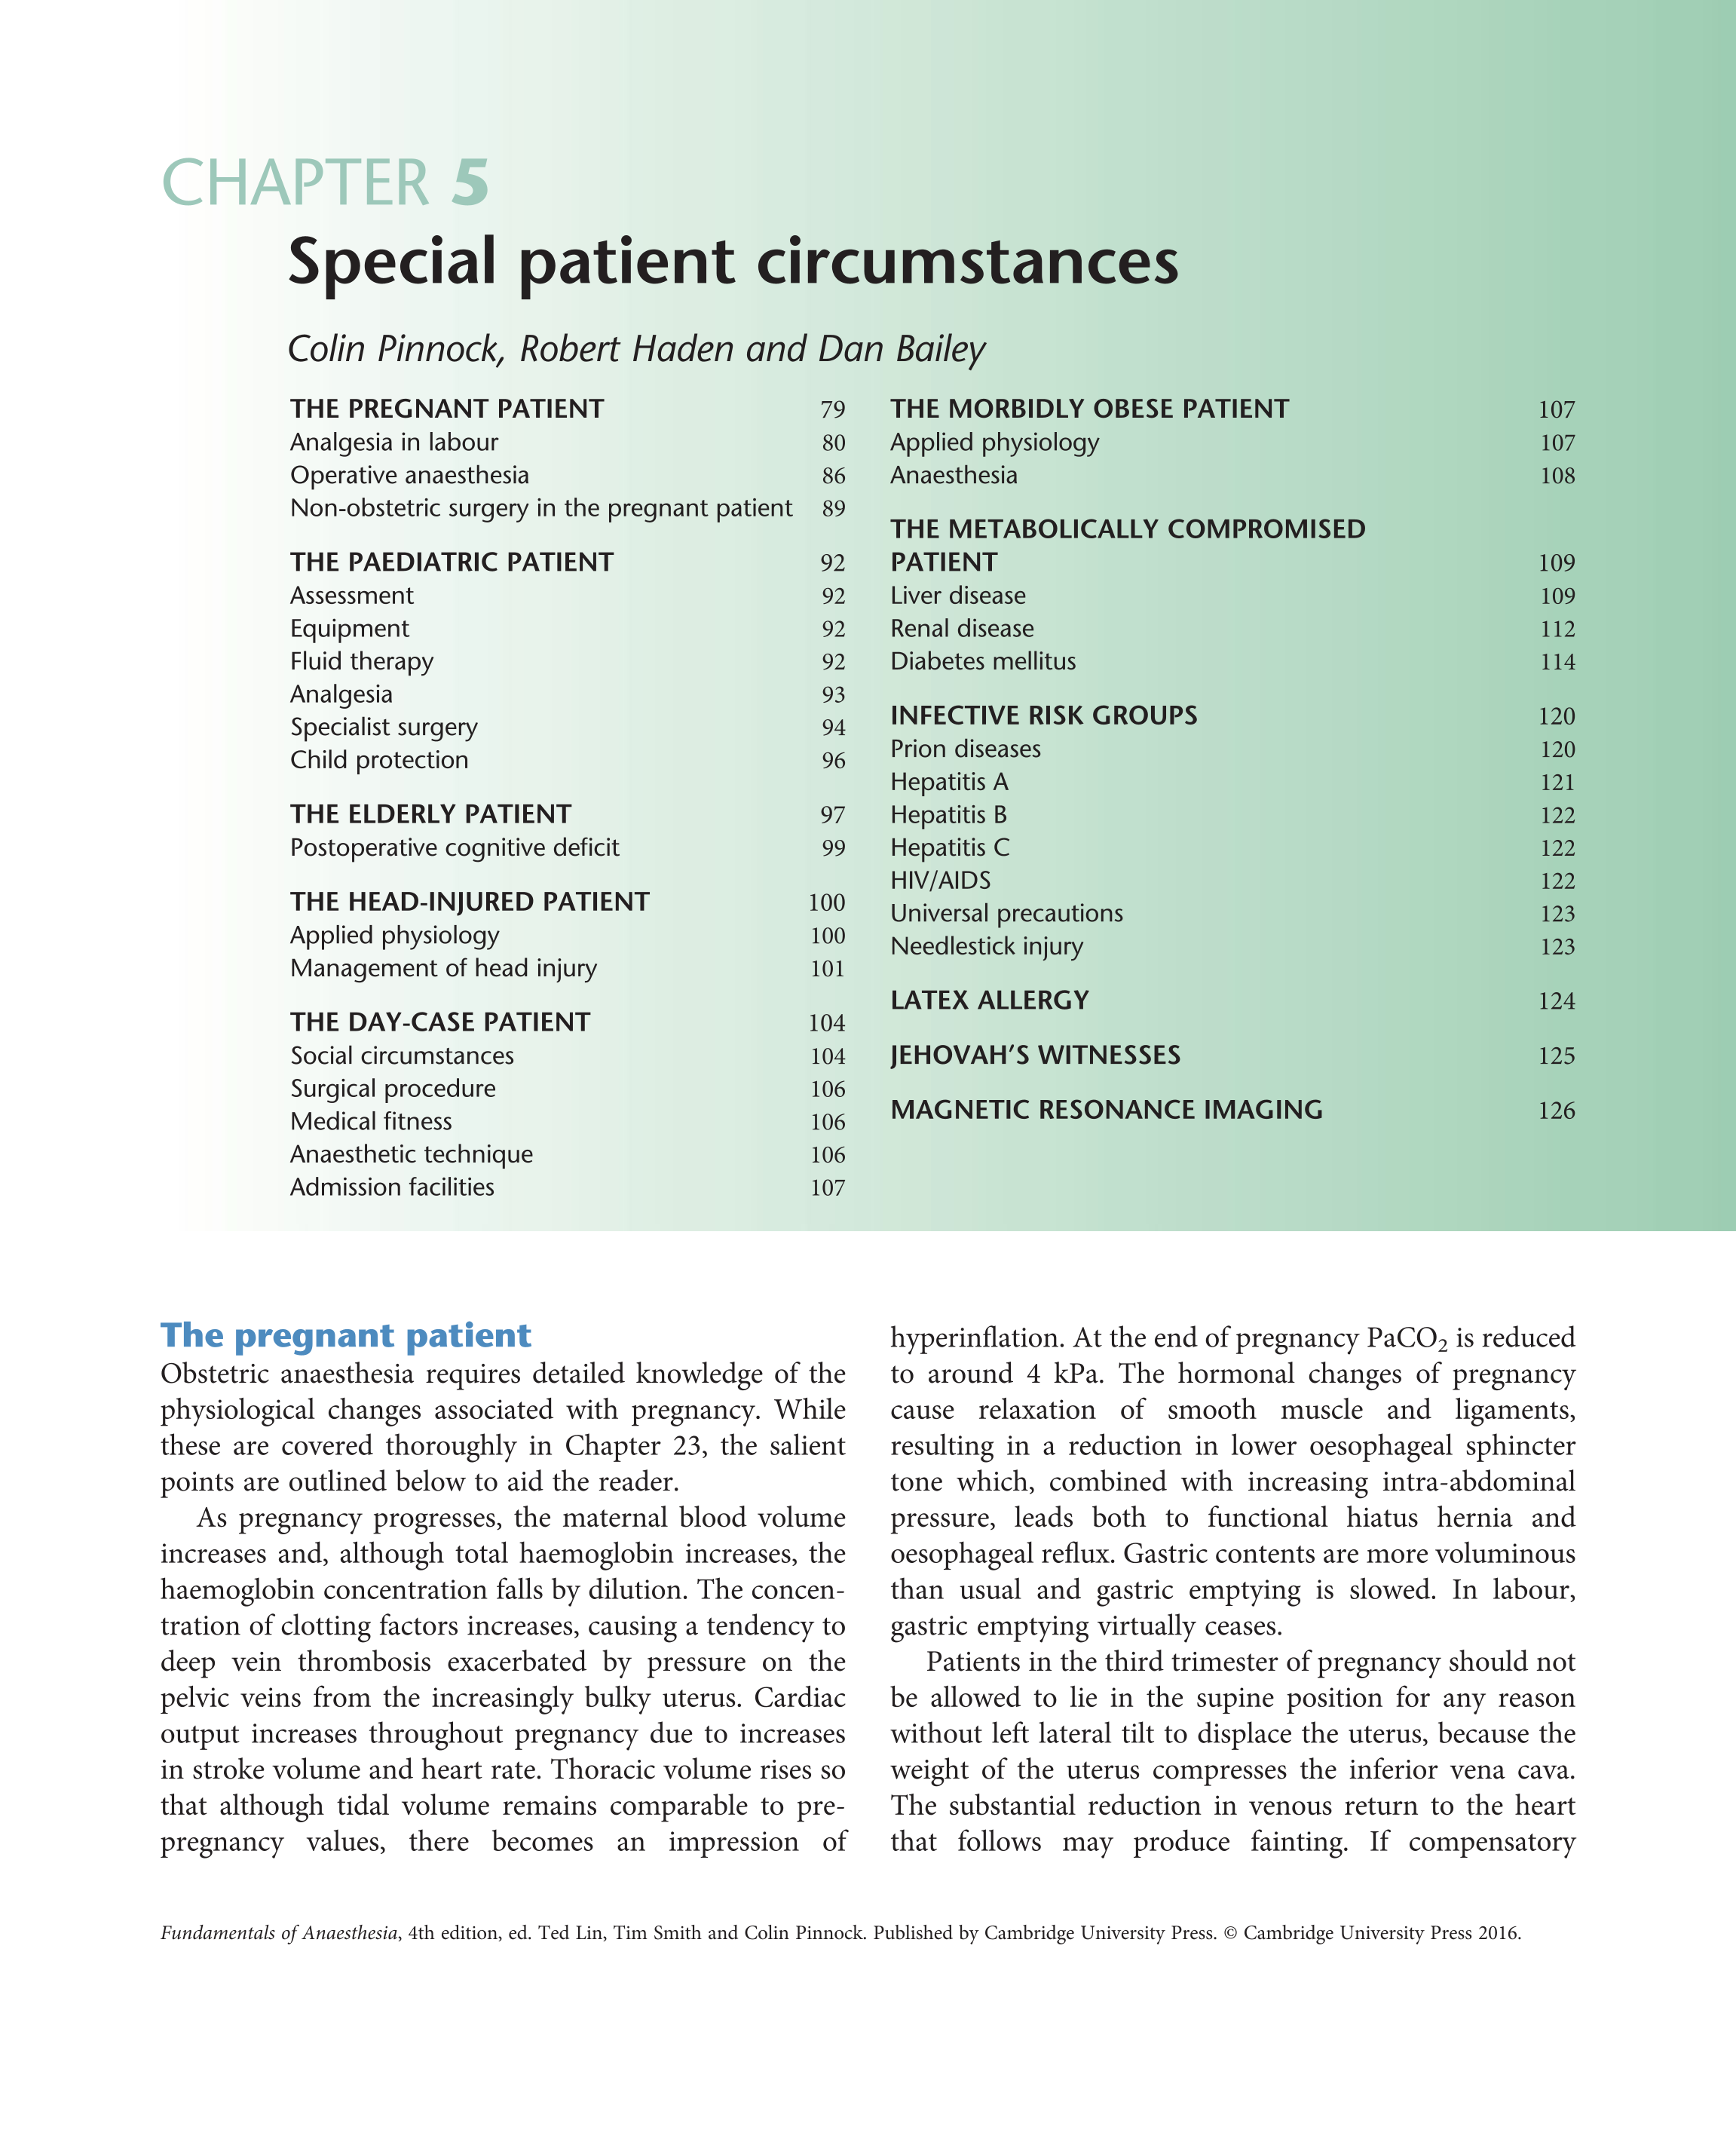 CHAPTER 5
Special patient circumstances
Colin Pinnock, Robert Haden and Dan Bailey
THE PREGNANT PATIENT 79
Analgesia in labour 80
Operative anaesthesia 86
Non-obstetric surgery in the pregnant patient 89
THE PAEDIATRIC PATIENT 92
Assessment 92
Equipment 92
Fluid therapy 92
Analgesia 93
Specialist surgery 94
Child protection 96
THE ELDERLY PATIENT 97
Postoperative cognitive deficit 99
THE HEAD-INJURED PATIENT 100
Applied physiology 100
Management of head injury 101
THE DAY-CASE PATIENT 104
Social circumstances 104
Surgical procedure 106
Medical fitness 106
Anaesthetic technique 106
Admission facilities 107
THE MORBIDLY OBESE PATIENT 107
Applied physiology 107
Anaesthesia 108
THE METABOLICALLY COMPROMISED
PATIENT 109
Liver disease 109
Renal disease 112
Diabetes mellitus 114
INFECTIVE RISK GROUPS 120
Prion diseases 120
Hepatitis A 121
Hepatitis B 122
Hepatitis C 122
HIV/AIDS 122
Universal precautions 123
Needlestick injury 123
LATEX ALLERGY 124
JEHOVAH'S WITNESSES 125
MAGNETIC RESONANCE IMAGING 126
The pregnant patient
Obstetric anaesthesia requires detailed knowledge of the
physiological changes associated with pregnancy. While
these are covered thoroughly in Chapter 23, the salient
points are outlined below to aid the reader.
As pregnancy progresses, the maternal blood volume
increases and, although total haemoglobin increases, the
haemoglobin concentration falls by dilution. The concen-
tration of clotting factors increases, causing a tendency to
deep vein thrombosis exacerbated by pressure on the
pelvic veins from the increasingly bulky uterus. Cardiac
output increases throughout pregnancy due to increases
in stroke volume and heart rate. Thoracic volume rises so
that although tidal volume remains comparable to pre-
pregnancy values, there becomes an impression of
hyperinflation. At the end of pregnancy PaCO₂ is reduced
to around 4 kPa. The hormonal changes of pregnancy
cause relaxation of smooth muscle and ligaments,
resulting in a reduction in lower oesophageal sphincter
tone which, combined with increasing intra-abdominal
pressure, leads both to functional hiatus hernia and
oesophageal reflux. Gastric contents are more voluminous
than usual and gastric emptying is slowed. In labour,
gastric emptying virtually ceases.
Patients in the third trimester of pregnancy should not
be allowed to lie in the supine position for any reason
without left lateral tilt to displace the uterus, because the
weight of the uterus compresses the inferior vena cava.
The substantial reduction in venous return to the heart
that follows may produce fainting. If compensatory
Fundamentals of Anaesthesia, 4th edition, ed. Ted Lin, Tim Smith and Colin Pinnock. Published by Cambridge University Press. © Cambridge University Press 2016.